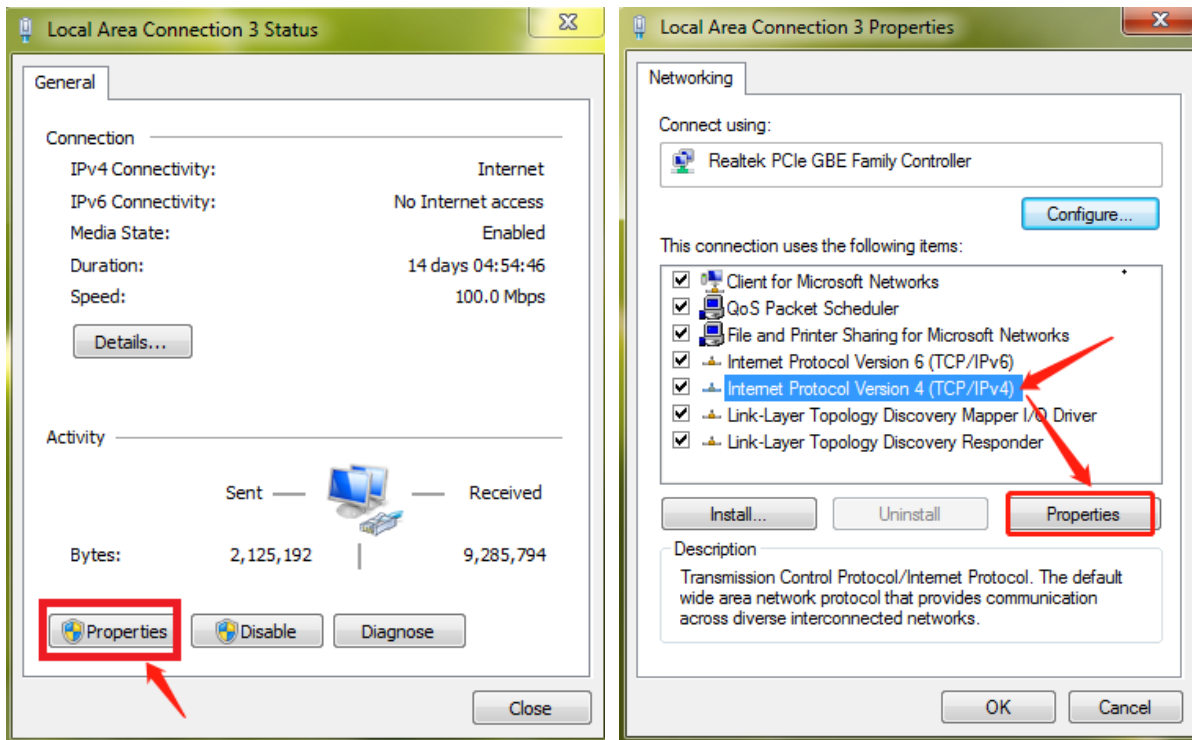 Local Area Connection 3 Status
General
Connection
IPv4 Connectivity: Internet
IPv6 Connectivity: No Internet access
Media State: Enabled
Duration: 14 days 04:54:46
Speed: 100.0 Mbps
Details...
Activity
Sent Received
Bytes: 2,125,192 9,285,794
Properties Disable Diagnose
Close
Local Area Connection 3 Properties
Networking
Connect using:
Realtek PCIe GBE Family Controller
Configure...
This connection uses the following items:
Client for Microsoft Networks
QoS Packet Scheduler
File and Printer Sharing for Microsoft Networks
Internet Protocol Version 6 (TCP/IPv6)
Internet Protocol Version 4 (TCP/IPv4)
Link-Layer Topology Discovery Mapper I/O Driver
Link-Layer Topology Discovery Responder
Install... Uninstall Properties
Description
Transmission Control Protocol/Internet Protocol. The default
wide area network protocol that provides communication
across diverse interconnected networks.
OK Cancel